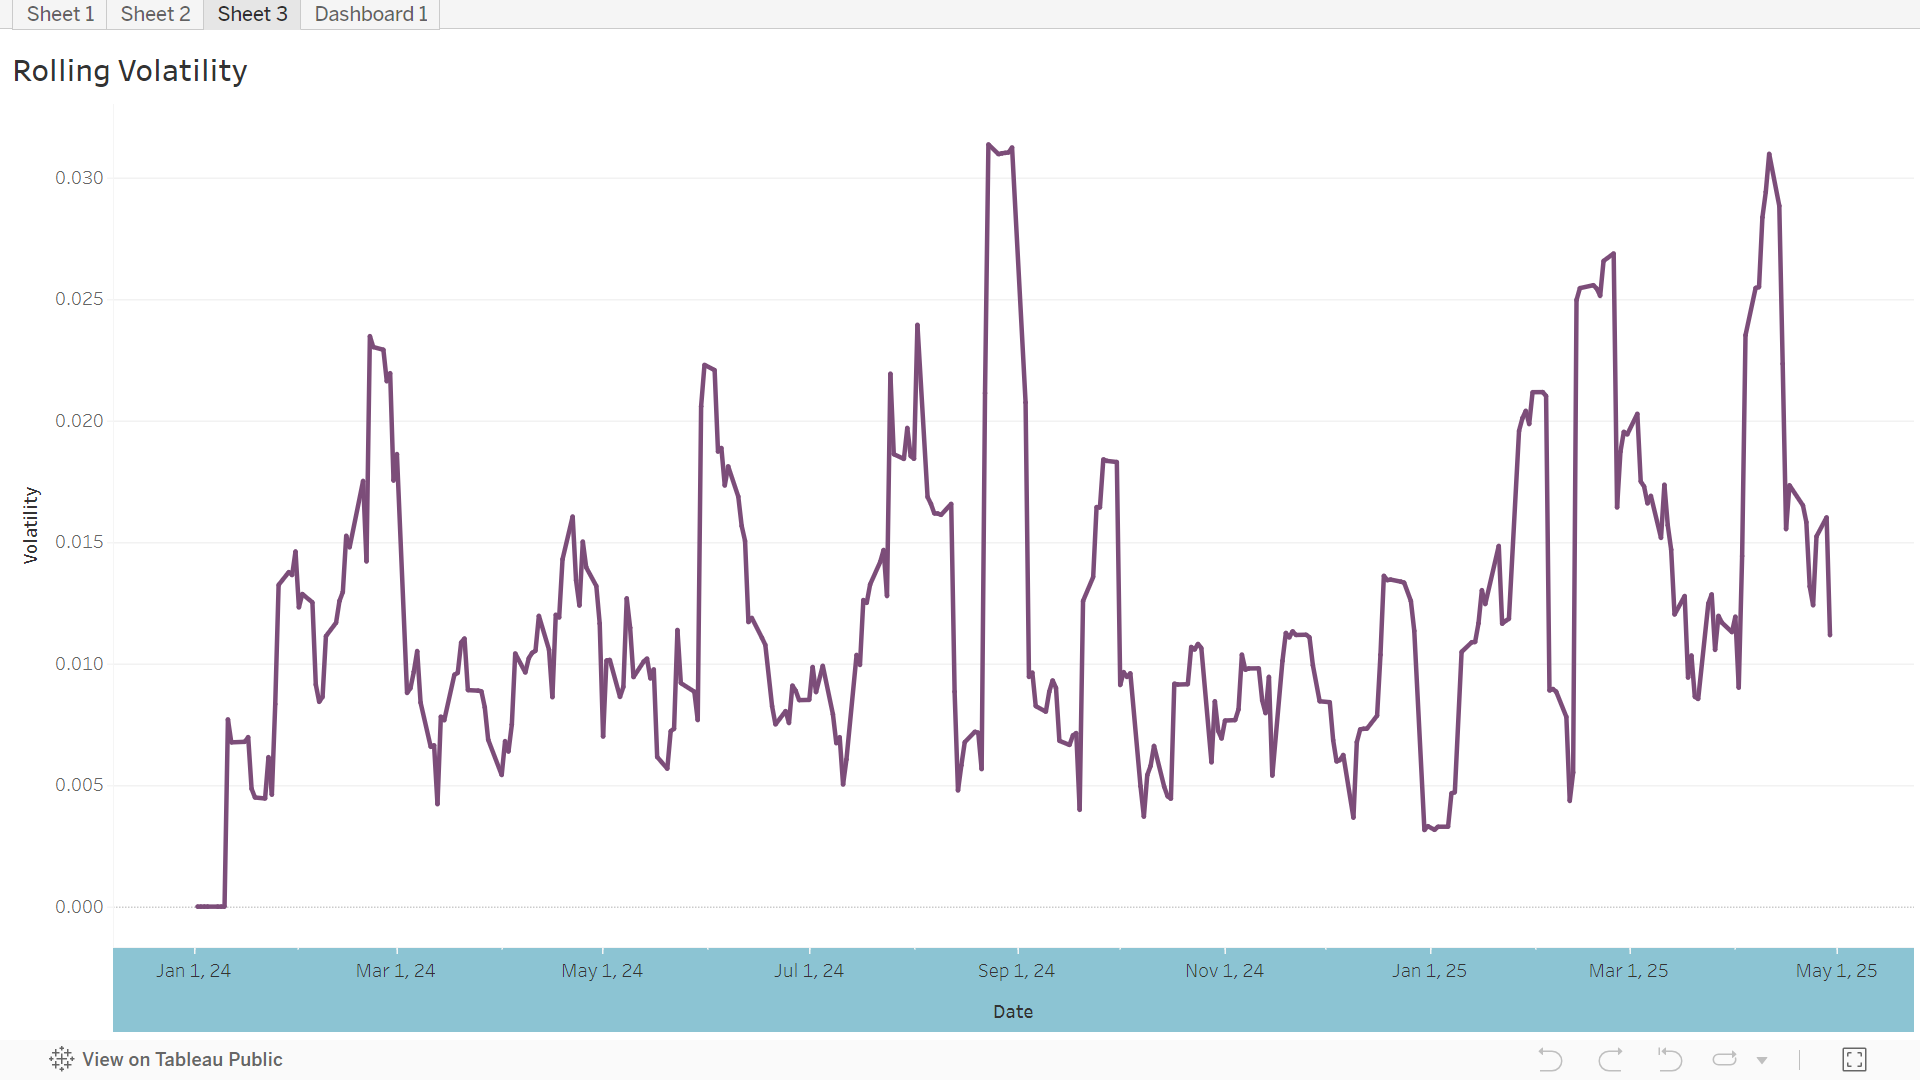 Sheet 1 Sheet 2 Sheet 3 Dashboard 1
Rolling Volatility
0.030
0.025
0.020
0.015
0.010
0.005
0.000
Volatility
Jan 1, 24 Mar 1, 24 May 1, 24 Jul 1, 24 Sep 1, 24 Nov 1, 24 Jan 1, 25 Mar 1, 25 May 1, 25
Date
View on Tableau Public